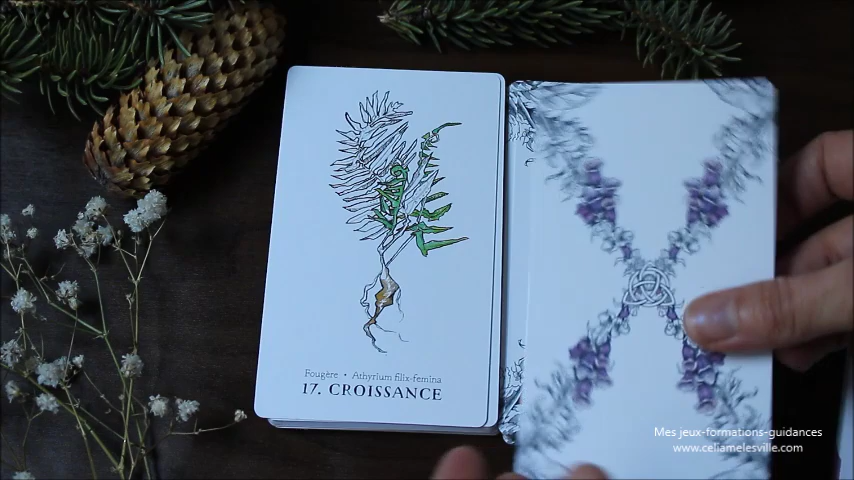 Fougère • Athyrium filix-femina
17. CROISSANCE
Mes jeux-formations-guidances
www.celiamelesville.com